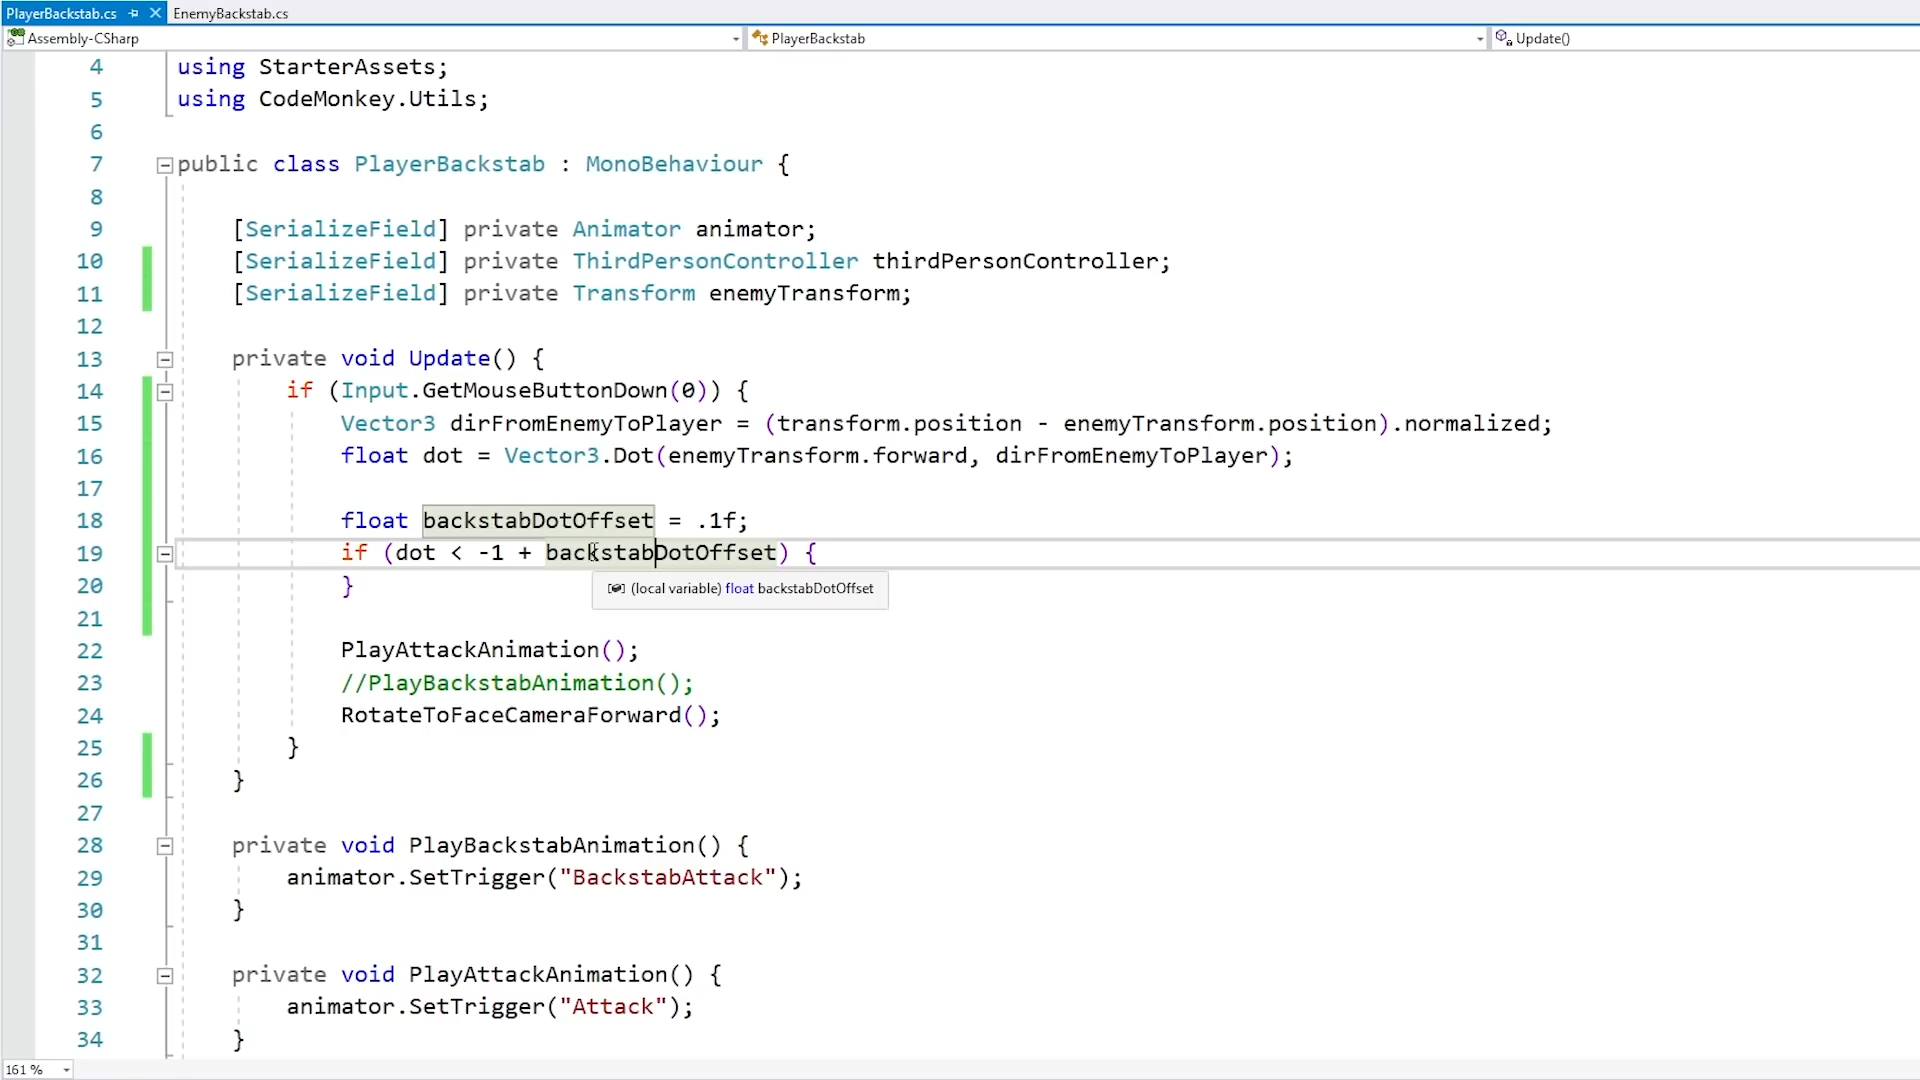 PlayerBackstab.cs EnemyBackstab.cs
Assembly-CSharp PlayerBackstab Update()
4 using StarterAssets;
5 using CodeMonkey.Utils;
6
7 public class PlayerBackstab : MonoBehaviour {
8
9 [SerializeField] private Animator animator;
10 [SerializeField] private ThirdPersonController thirdPersonController;
11 [SerializeField] private Transform enemyTransform;
12
13 private void Update() {
14 if (Input.GetMouseButtonDown(0)) {
15 Vector3 dirFromEnemyToPlayer = (transform.position - enemyTransform.position).normalized;
16 float dot = Vector3.Dot(enemyTransform.forward, dirFromEnemyToPlayer);
17
18 float backstabDotOffset = .1f;
19 if (dot < -1 + backstabDotOffset) {
20 }
(local variable) float backstabDotOffset
21
22 PlayAttackAnimation();
23 //PlayBackstabAnimation();
24 RotateToFaceCameraForward();
25 }
26 }
27
28 private void PlayBackstabAnimation() {
29 animator.SetTrigger("BackstabAttack");
30 }
31
32 private void PlayAttackAnimation() {
33 animator.SetTrigger("Attack");
34 }
161 %